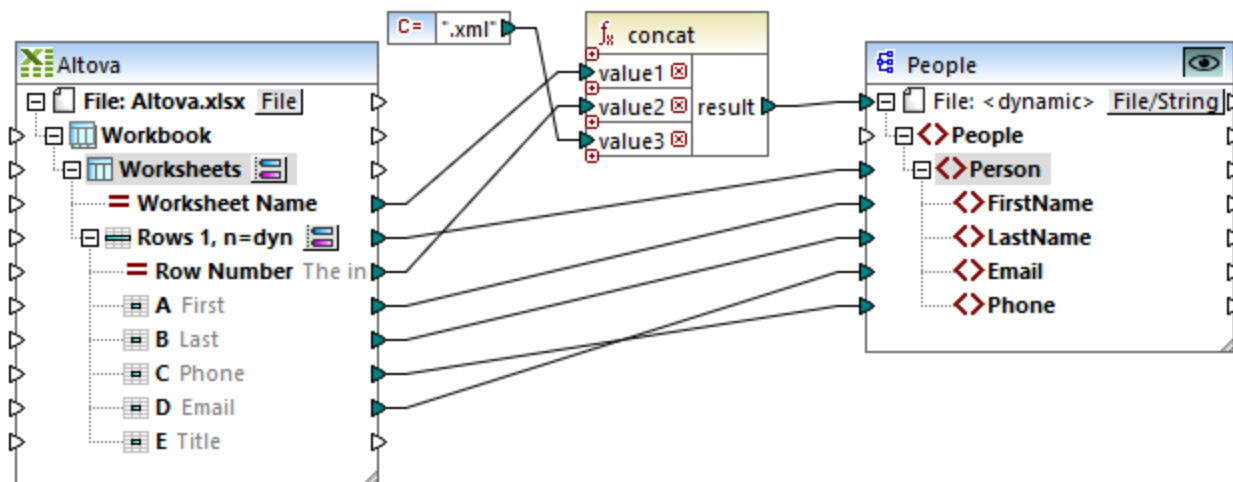 C= ".xml"
fx concat
value1
value2 result
value3
Altova
File: Altova.xlsx File
Workbook
Worksheets
Worksheet Name
Rows 1, n=dyn
Row Number The in
A First
B Last
C Phone
D Email
E Title
People
File: <dynamic> File/String
People
Person
FirstName
LastName
Email
Phone